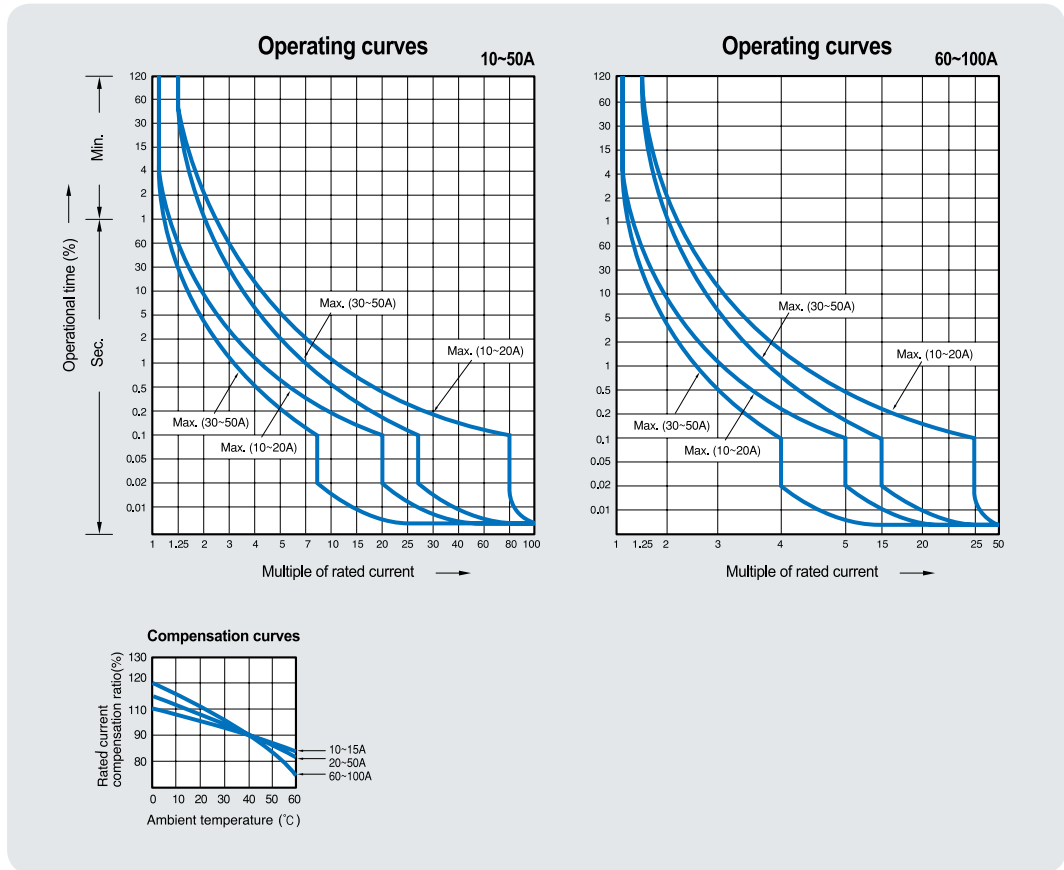 Operating curves
10~50A
120
60
30
15
4
2
1
60
30
10
5
2
1
0.5
0.2
0.1
0.05
0.02
0.01
Min.
Sec.
Operational time (%)
Max. (30~50A)
Max. (10~20A)
Max. (30~50A)
Max. (10~20A)
1 1.25 2 3 4 5 7 10 15 20 25 30 40 60 80 100
Multiple of rated current
Operating curves
60~100A
120
60
30
15
4
2
1
60
30
10
5
2
1
0.5
0.2
0.1
0.05
0.02
0.01
Max. (30~50A)
Max. (10~20A)
Max. (30~50A)
Max. (10~20A)
1 1.25 2 3 4 5 15 20 25 50
Multiple of rated current
Compensation curves
Rated current
compensation ratio(%)
130
120
110
90
80
10~15A
20~50A
60~100A
0 10 20 30 40 50 60
Ambient temperature (℃)